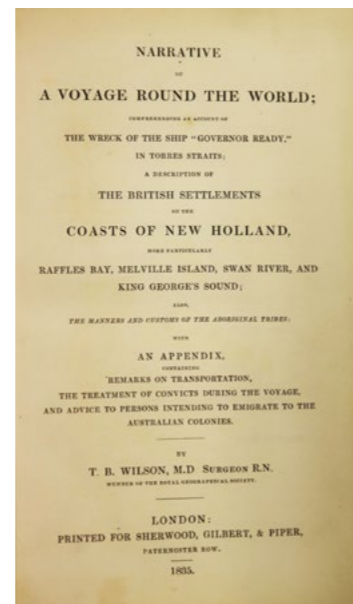 NARRATIVE
OF
A VOYAGE ROUND THE WORLD;
COMPREHENDING AN ACCOUNT OF
THE WRECK OF THE SHIP "GOVERNOR READY,"
IN TORRES STRAITS;
A DESCRIPTION OF
THE BRITISH SETTLEMENTS
ON THE
COASTS OF NEW HOLLAND,
MORE PARTICULARLY
RAFFLES BAY, MELVILLE ISLAND, SWAN RIVER, AND
KING GEORGE'S SOUND;
ALSO,
THE MANNERS AND CUSTOMS OF THE ABORIGINAL TRIBES;
WITH
AN APPENDIX,
CONTAINING
REMARKS ON TRANSPORTATION,
THE TREATMENT OF CONVICTS DURING THE VOYAGE,
AND ADVICE TO PERSONS INTENDING TO EMIGRATE TO THE
AUSTRALIAN COLONIES.
BY
T. B. WILSON, M.D. SURGEON R.N.
MEMBER OF THE ROYAL GEOGRAPHICAL SOCIETY.
LONDON:
PRINTED FOR SHERWOOD, GILBERT, & PIPER,
PATERNOSTER ROW.
1835.